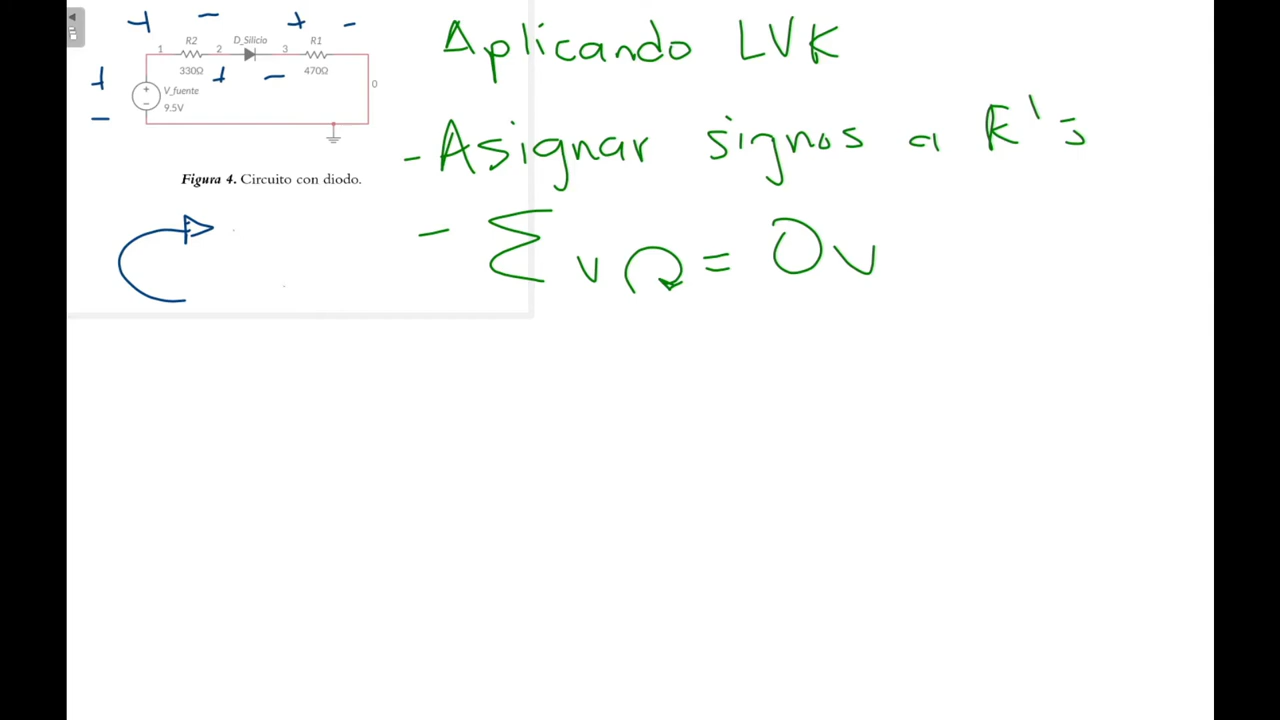 + - + -
R2 D_Silicio R1
1 2 3
330Ω + - 470Ω
+ + 0
V_fuente
- 9.5V
-
Figura 4. Circuito con diodo.
Aplicando LVK
- Asignar signos a R's
- Σ v = 0v